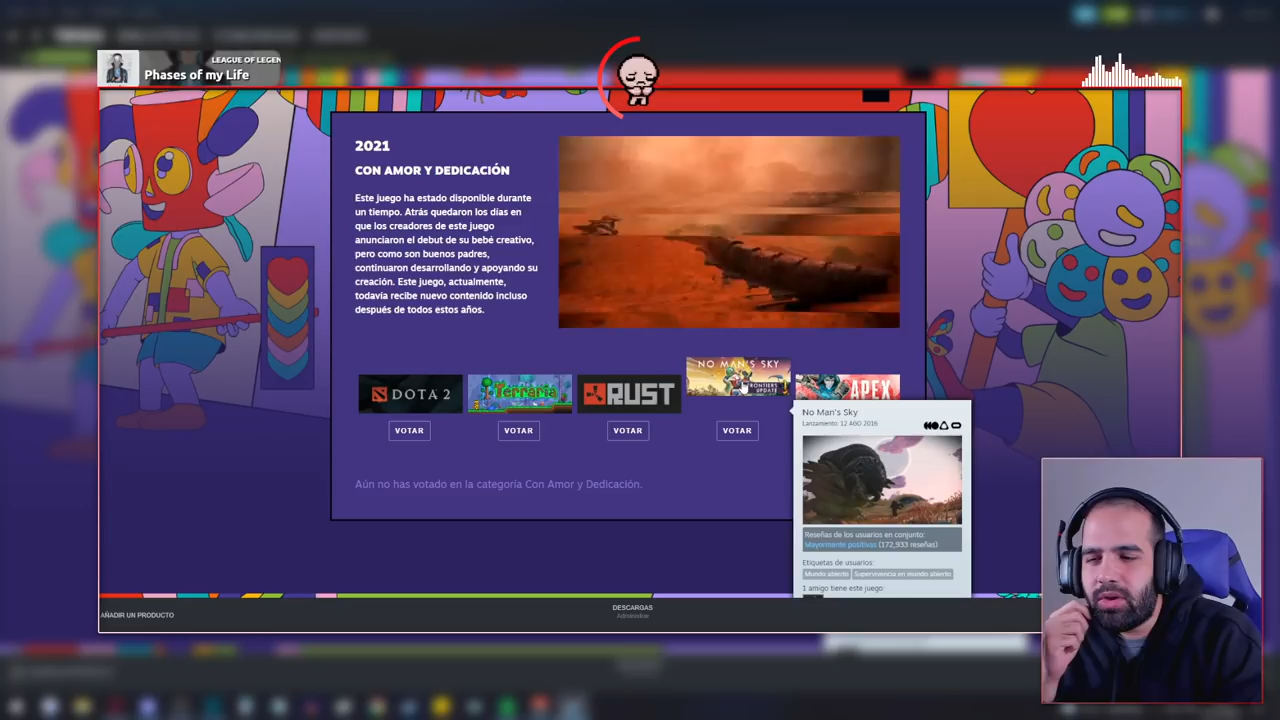 LEAGUE OF LEGEN
Phases of my Life
2021
CON AMOR Y DEDICACIÓN
Este juego ha estado disponible durante
un tiempo. Atrás quedaron los días en
que los creadores de este juego
anunciaron el debut de su bebé creativo,
pero como son buenos padres,
continuaron desarrollando y apoyando su
creación. Este juego, actualmente,
todavía recibe nuevo contenido incluso
después de todos estos años.
DOTA 2
Terraria
RUST
NO MAN'S SKY
FRONTIERS
UPDATE
APEX
VOTAR
VOTAR
VOTAR
VOTAR
Aún no has votado en la categoría Con Amor y Dedicación.
No Man's Sky
Lanzamiento: 12 AGO 2016
Reseñas de los usuarios en conjunto:
Mayormente positivas (172,933 reseñas)
Etiquetas de usuarios:
Mundo abierto Supervivencia en mundo abierto
1 amigo tiene este juego:
AÑADIR UN PRODUCTO
DESCARGAS
Administrar